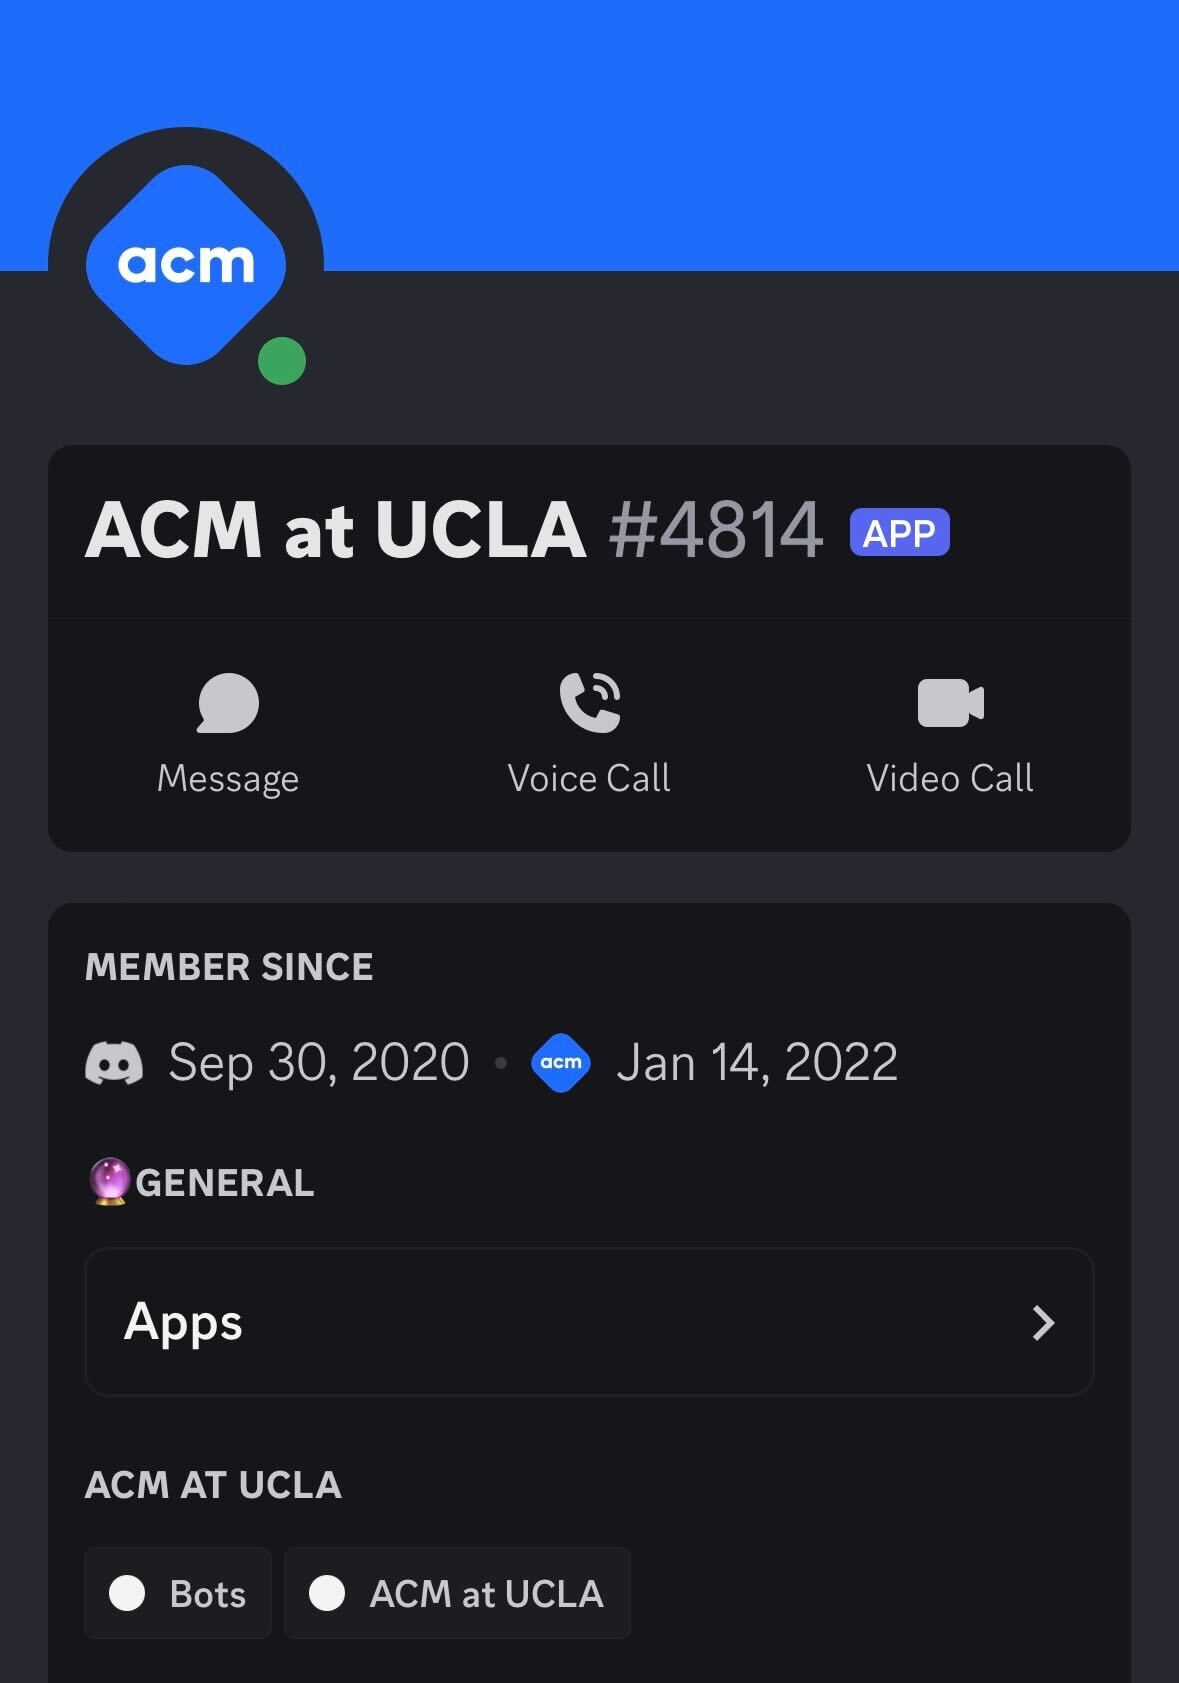 acm
ACM at UCLA #4814 APP
Message Voice Call Video Call
MEMBER SINCE
Sep 30, 2020 • acm Jan 14, 2022
🔮GENERAL
Apps
ACM AT UCLA
Bots ACM at UCLA